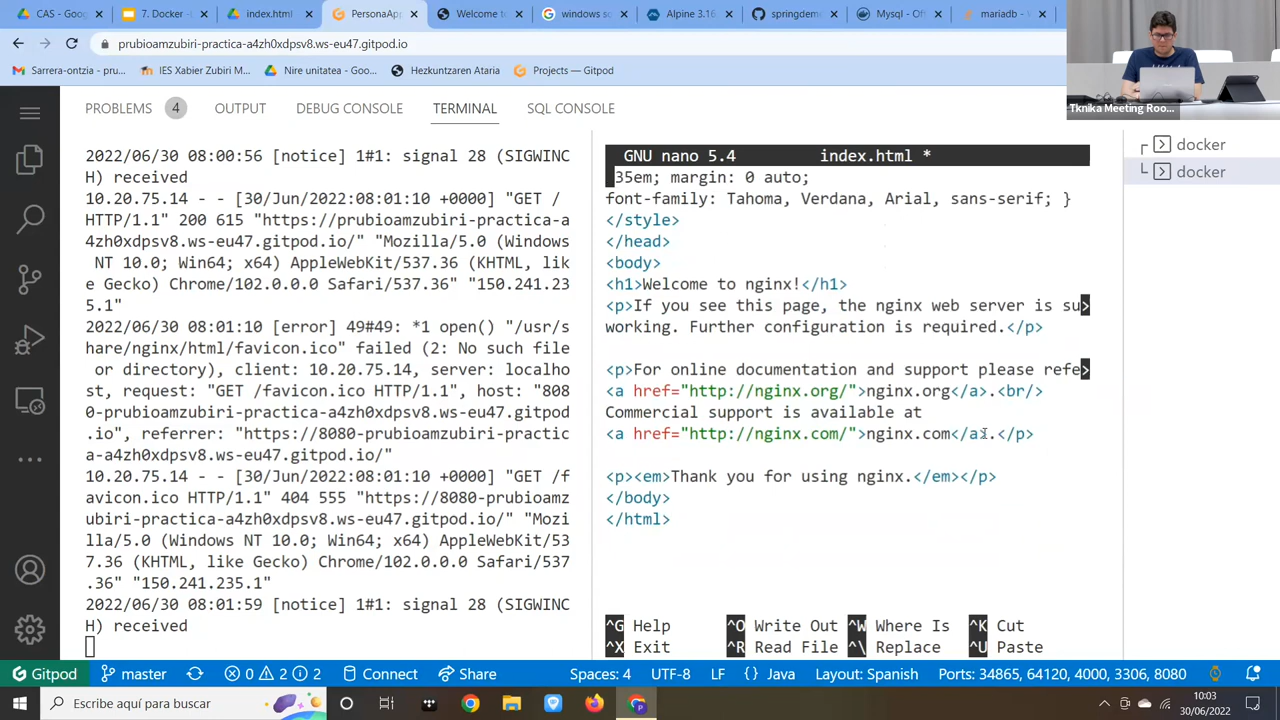 CAS - Google
7. Docker -
index.html
PersonaApp
Welcome to
windows so
Alpine 3.16
springdemo
Mysql - Off
mariadb - M
prubioamzubiri-practica-a4zh0xdpsv8.ws-eu47.gitpod.io
Sarrera-ontzia - pru...
IES Xabier Zubiri M...
Nire unitatea - Goo...
Hezkuntzako Ataria
Projects — Gitpod
Tknika Meeting Roo...
PROBLEMS 4 OUTPUT DEBUG CONSOLE TERMINAL SQL CONSOLE
2022/06/30 08:00:56 [notice] 1#1: signal 28 (SIGWINC
H) received
10.20.75.14 - - [30/Jun/2022:08:01:10 +0000] "GET /
HTTP/1.1" 200 615 "https://prubioamzubiri-practica-a
4zh0xdpsv8.ws-eu47.gitpod.io/" "Mozilla/5.0 (Windows
NT 10.0; Win64; x64) AppleWebKit/537.36 (KHTML, lik
e Gecko) Chrome/102.0.0.0 Safari/537.36" "150.241.23
5.1"
2022/06/30 08:01:10 [error] 49#49: *1 open() "/usr/s
hare/nginx/html/favicon.ico" failed (2: No such file
or directory), client: 10.20.75.14, server: localho
st, request: "GET /favicon.ico HTTP/1.1", host: "808
0-prubioamzubiri-practica-a4zh0xdpsv8.ws-eu47.gitpod
.io", referrer: "https://8080-prubioamzubiri-practic
a-a4zh0xdpsv8.ws-eu47.gitpod.io/"
10.20.75.14 - - [30/Jun/2022:08:01:10 +0000] "GET /f
avicon.ico HTTP/1.1" 404 555 "https://8080-prubioamz
ubiri-practica-a4zh0xdpsv8.ws-eu47.gitpod.io/" "Mozi
lla/5.0 (Windows NT 10.0; Win64; x64) AppleWebKit/53
7.36 (KHTML, like Gecko) Chrome/102.0.0.0 Safari/537
.36" "150.241.235.1"
2022/06/30 08:01:59 [notice] 1#1: signal 28 (SIGWINC
H) received
GNU nano 5.4 index.html *
35em; margin: 0 auto;
font-family: Tahoma, Verdana, Arial, sans-serif; }
</style>
</head>
<body>
<h1>Welcome to nginx!</h1>
<p>If you see this page, the nginx web server is su>
working. Further configuration is required.</p>
<p>For online documentation and support please refe>
<a href="http://nginx.org/">nginx.org</a>.<br/>
Commercial support is available at
<a href="http://nginx.com/">nginx.com</a>.</p>
<p><em>Thank you for using nginx.</em></p>
</body>
</html>
^G Help ^O Write Out ^W Where Is ^K Cut
^X Exit ^R Read File ^\ Replace ^U Paste
docker
docker
Gitpod master 0 2 2 Connect Share Spaces: 4 UTF-8 LF {} Java Layout: Spanish Ports: 34865, 64120, 4000, 3306, 8080
Escribe aquí para buscar
10:03
30/06/2022